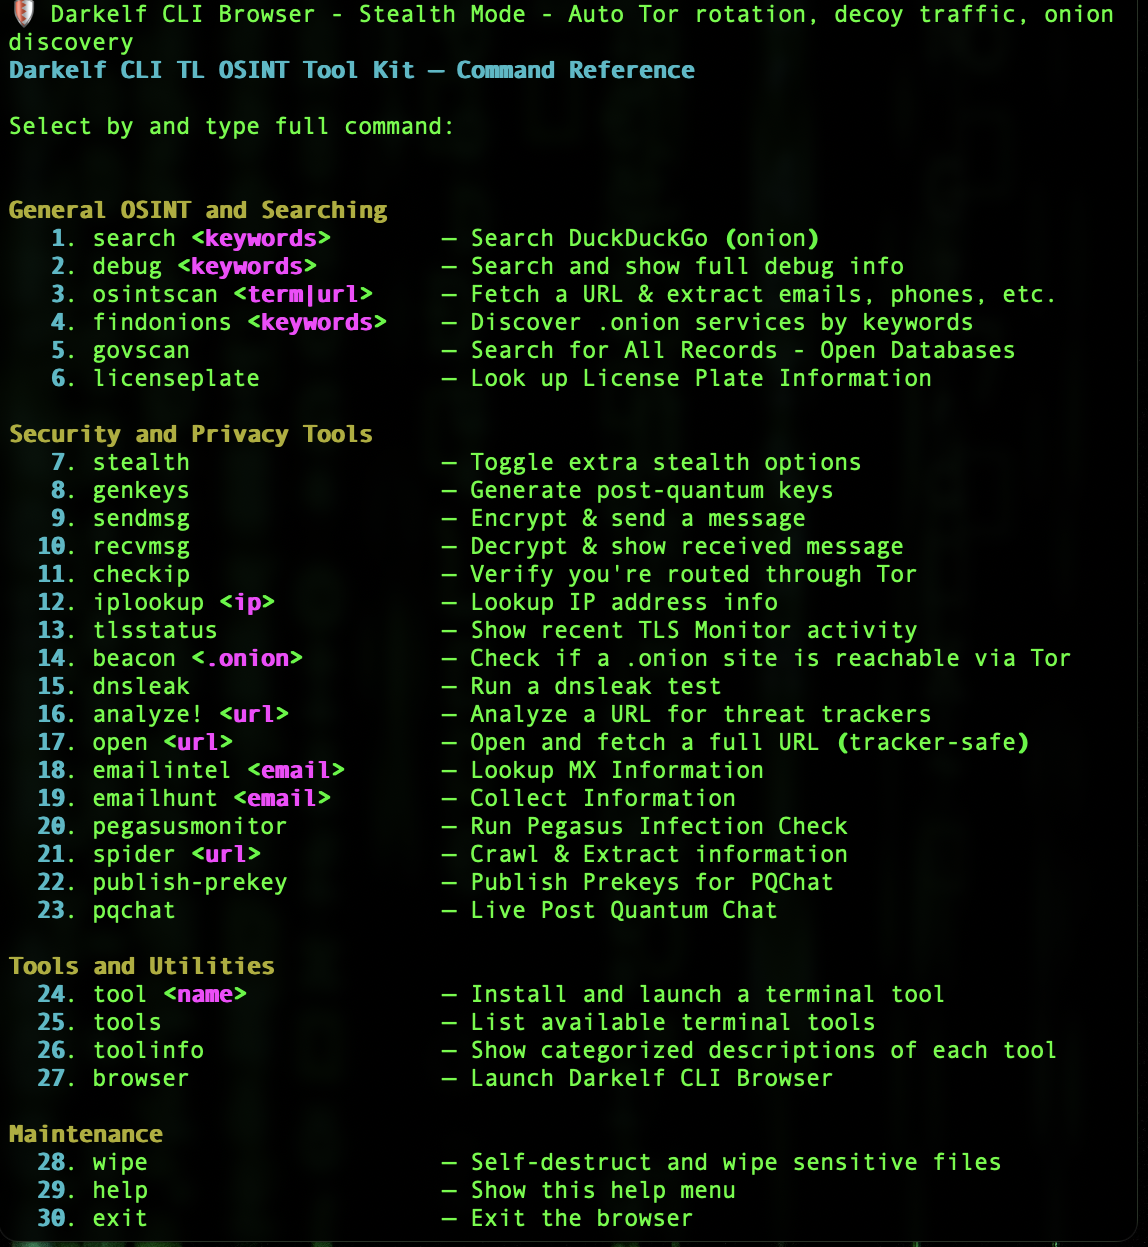 Darkelf CLI Browser - Stealth Mode - Auto Tor rotation, decoy traffic, onion
discovery
Darkelf CLI TL OSINT Tool Kit — Command Reference
Select by and type full command:
General OSINT and Searching
1. search <keywords> — Search DuckDuckGo (onion)
2. debug <keywords> — Search and show full debug info
3. osintscan <term|url> — Fetch a URL & extract emails, phones, etc.
4. findonions <keywords> — Discover .onion services by keywords
5. govscan — Search for All Records - Open Databases
6. licenseplate — Look up License Plate Information
Security and Privacy Tools
7. stealth — Toggle extra stealth options
8. genkeys — Generate post-quantum keys
9. sendmsg — Encrypt & send a message
10. recvmsg — Decrypt & show received message
11. checkip — Verify you're routed through Tor
12. iplookup <ip> — Lookup IP address info
13. tlsstatus — Show recent TLS Monitor activity
14. beacon <.onion> — Check if a .onion site is reachable via Tor
15. dnsleak — Run a dnsleak test
16. analyze! <url> — Analyze a URL for threat trackers
17. open <url> — Open and fetch a full URL (tracker-safe)
18. emailintel <email> — Lookup MX Information
19. emailhunt <email> — Collect Information
20. pegasusmonitor — Run Pegasus Infection Check
21. spider <url> — Crawl & Extract information
22. publish-prekey — Publish Prekeys for PQChat
23. pqchat — Live Post Quantum Chat
Tools and Utilities
24. tool <name> — Install and launch a terminal tool
25. tools — List available terminal tools
26. toolinfo — Show categorized descriptions of each tool
27. browser — Launch Darkelf CLI Browser
Maintenance
28. wipe — Self-destruct and wipe sensitive files
29. help — Show this help menu
30. exit — Exit the browser